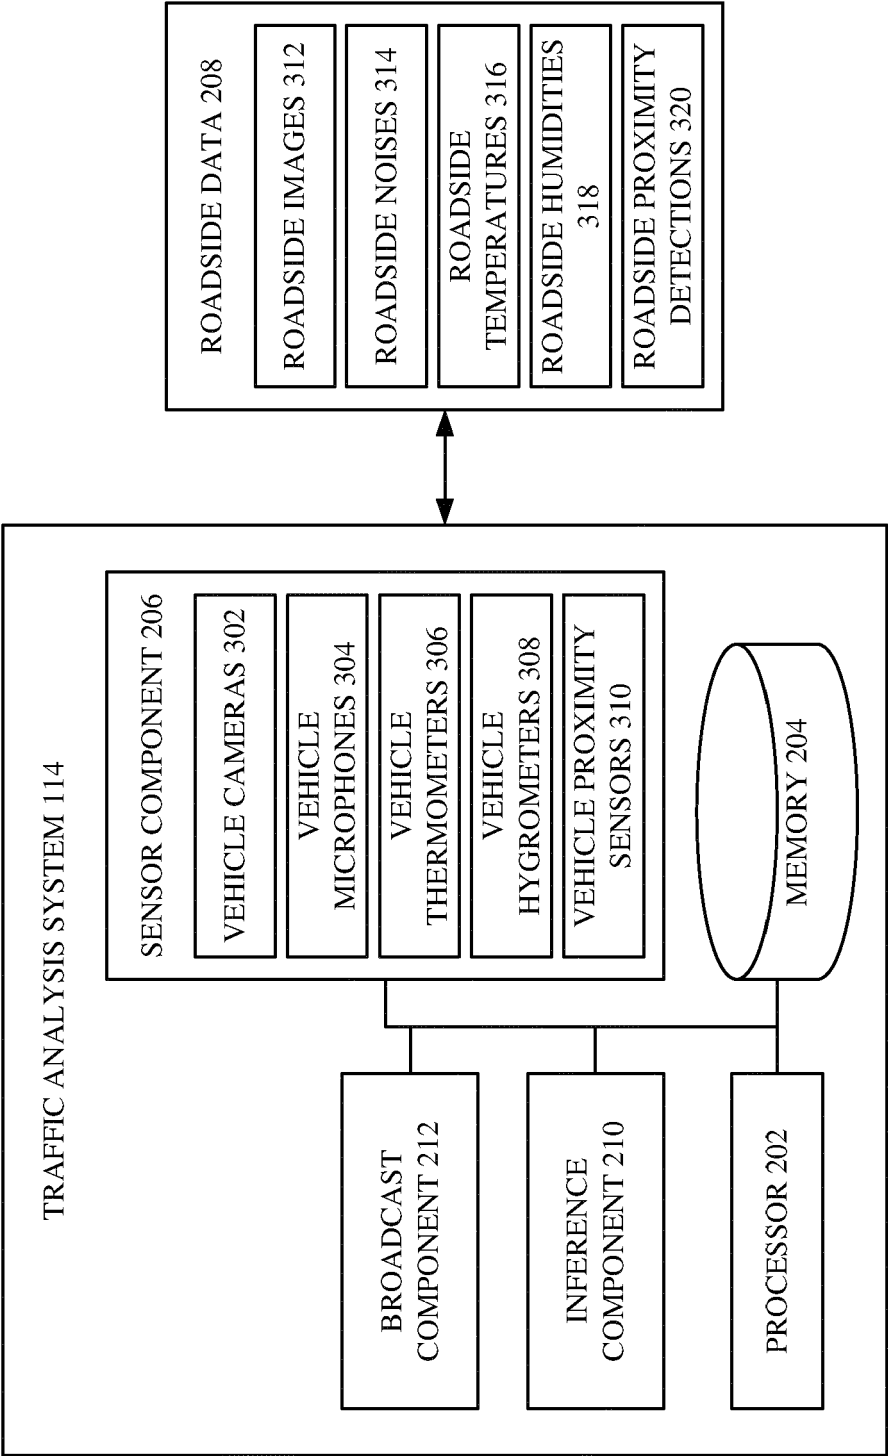 TRAFFIC ANALYSIS SYSTEM 114
BROADCAST
COMPONENT 212
INFERENCE
COMPONENT 210
PROCESSOR 202
SENSOR COMPONENT 206
VEHICLE CAMERAS 302
VEHICLE
MICROPHONES 304
VEHICLE
THERMOMETERS 306
VEHICLE
HYGROMETERS 308
VEHICLE PROXIMITY
SENSORS 310
MEMORY 204
ROADSIDE DATA 208
ROADSIDE IMAGES 312
ROADSIDE NOISES 314
ROADSIDE
TEMPERATURES 316
ROADSIDE HUMIDITIES
318
ROADSIDE PROXIMITY
DETECTIONS 320